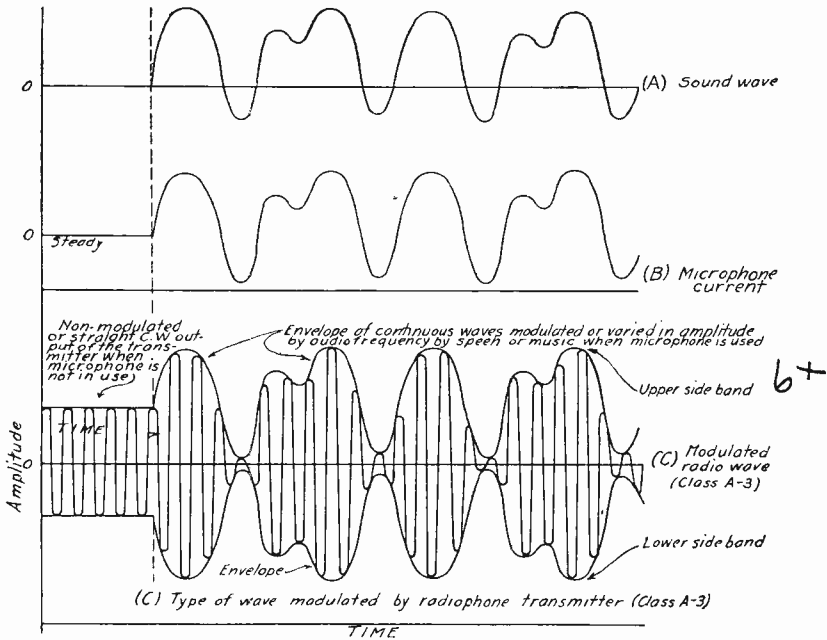 0
(A) Sound wave
0
Steady
(B) Microphone
current
Non-modulated
or straight C.W out-
put of the trans-
mitter when
microphone is
not in use)
Envelope of continuous waves modulated or varied in amplitude
by audio frequency by speen or music when microphone is used
Upper side band
6+
TIME
Amplitude
0
(C) Modulated
radio wave
(Class A-3)
Envelope
Lower side band
(C) Type of wave modulated by radiophone transmitter (Class A-3)
TIME